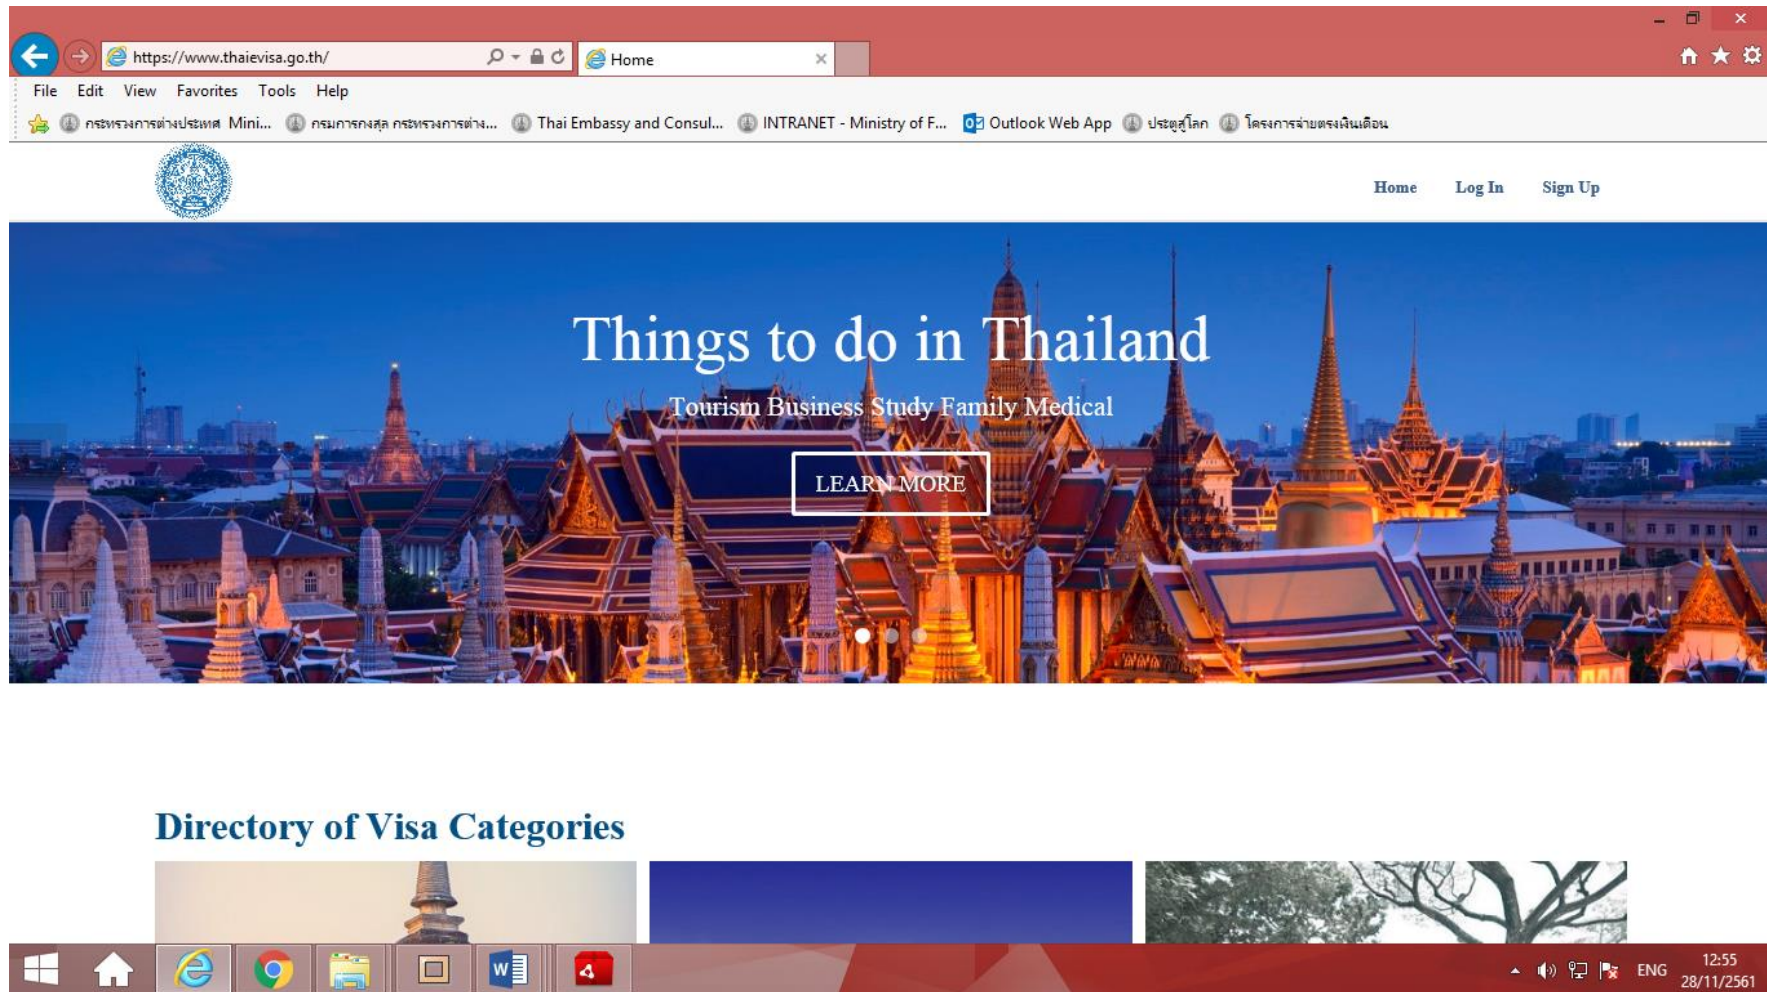 https://www.thaievisa.go.th/
Home
File Edit View Favorites Tools Help
กระทรวงการต่างประเทศ Mini... กรมการกงสุล กระทรวงการต่าง... Thai Embassy and Consul... INTRANET - Ministry of F... Outlook Web App ประตูสู่โลก โครงการจ่ายตรงเงินเดือน
Home Log In Sign Up
Things to do in Thailand
Tourism Business Study Family Medical
LEARN MORE
Directory of Visa Categories
ENG
12:55
28/11/2561